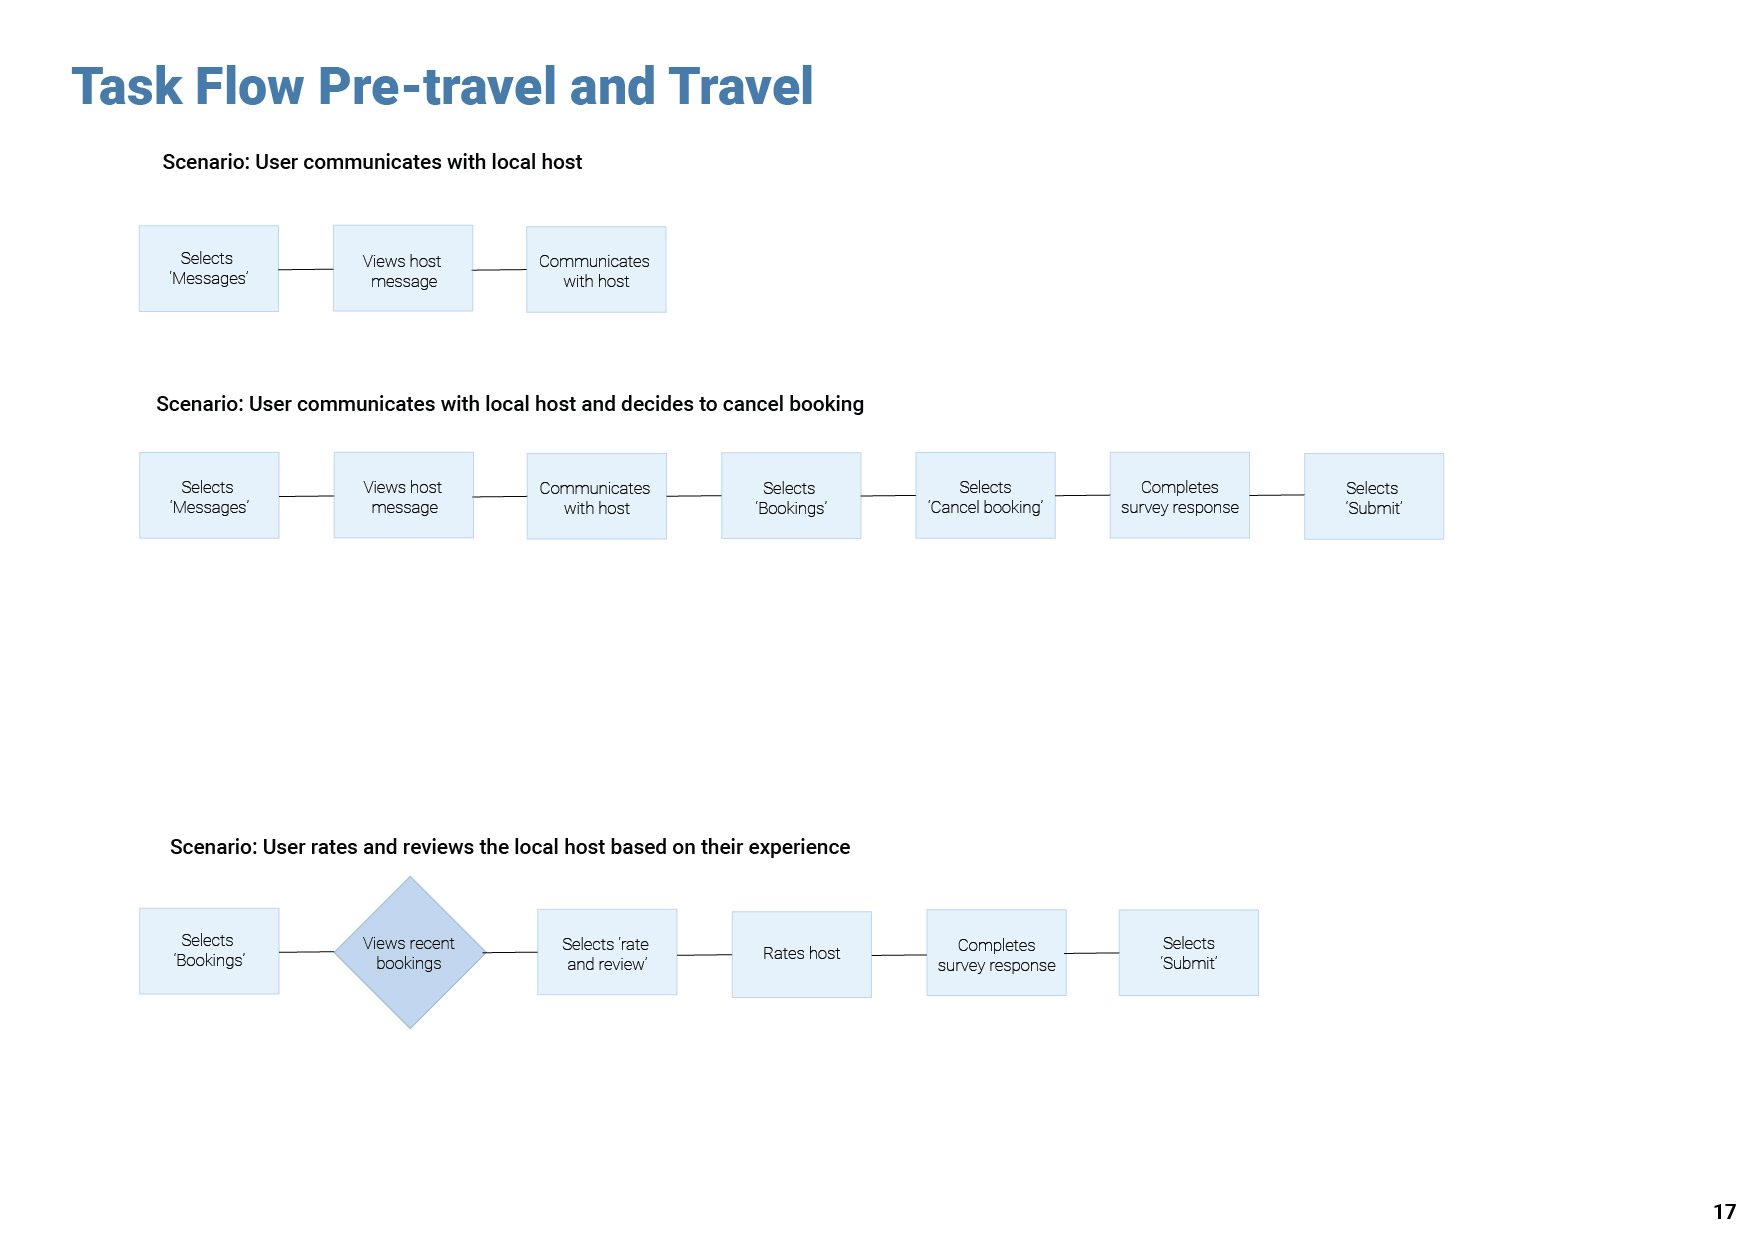 Task Flow Pre-travel and Travel
Scenario: User communicates with local host
Selects
‘Messages’
Views host
message
Communicates
with host
Scenario: User communicates with local host and decides to cancel booking
Selects
‘Messages’
Views host
message
Communicates
with host
Selects
‘Bookings’
Selects
‘Cancel booking’
Completes
survey response
Selects
‘Submit’
Scenario: User rates and reviews the local host based on their experience
Selects
‘Bookings’
Views recent
bookings
Selects ‘rate
and review’
Rates host
Completes
survey response
Selects
‘Submit’
17